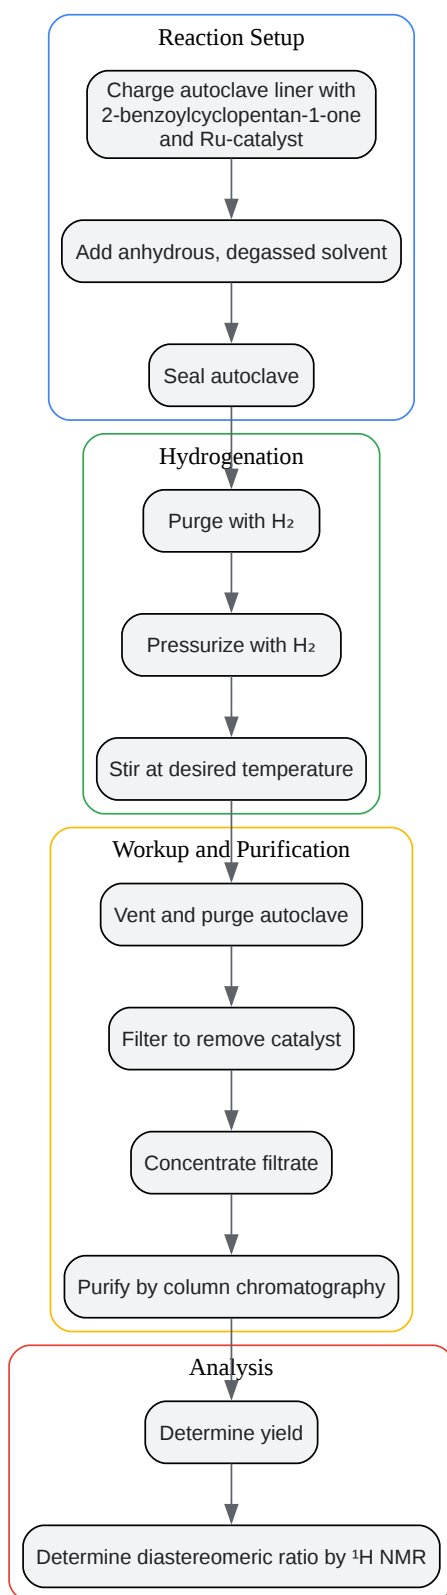 Reaction Setup
Charge autoclave liner with
2-benzoylcyclopentan-1-one
and Ru-catalyst
Add anhydrous, degassed solvent
Seal autoclave
Hydrogenation
Purge with H₂
Pressurize with H₂
Stir at desired temperature
Workup and Purification
Vent and purge autoclave
Filter to remove catalyst
Concentrate filtrate
Purify by column chromatography
Analysis
Determine yield
Determine diastereomeric ratio by ¹H NMR